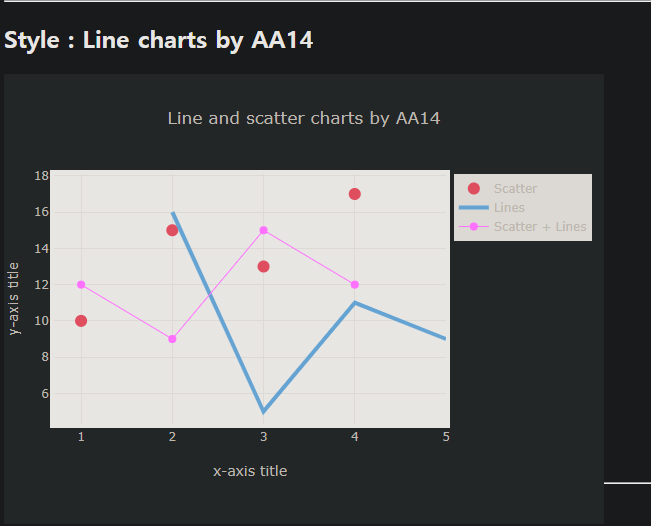 Style : Line charts by AA14
Line and scatter charts by AA14
18
16
14
12
10
8
6
y-axis title
1 2 3 4 5
x-axis title
Scatter
Lines
Scatter + Lines